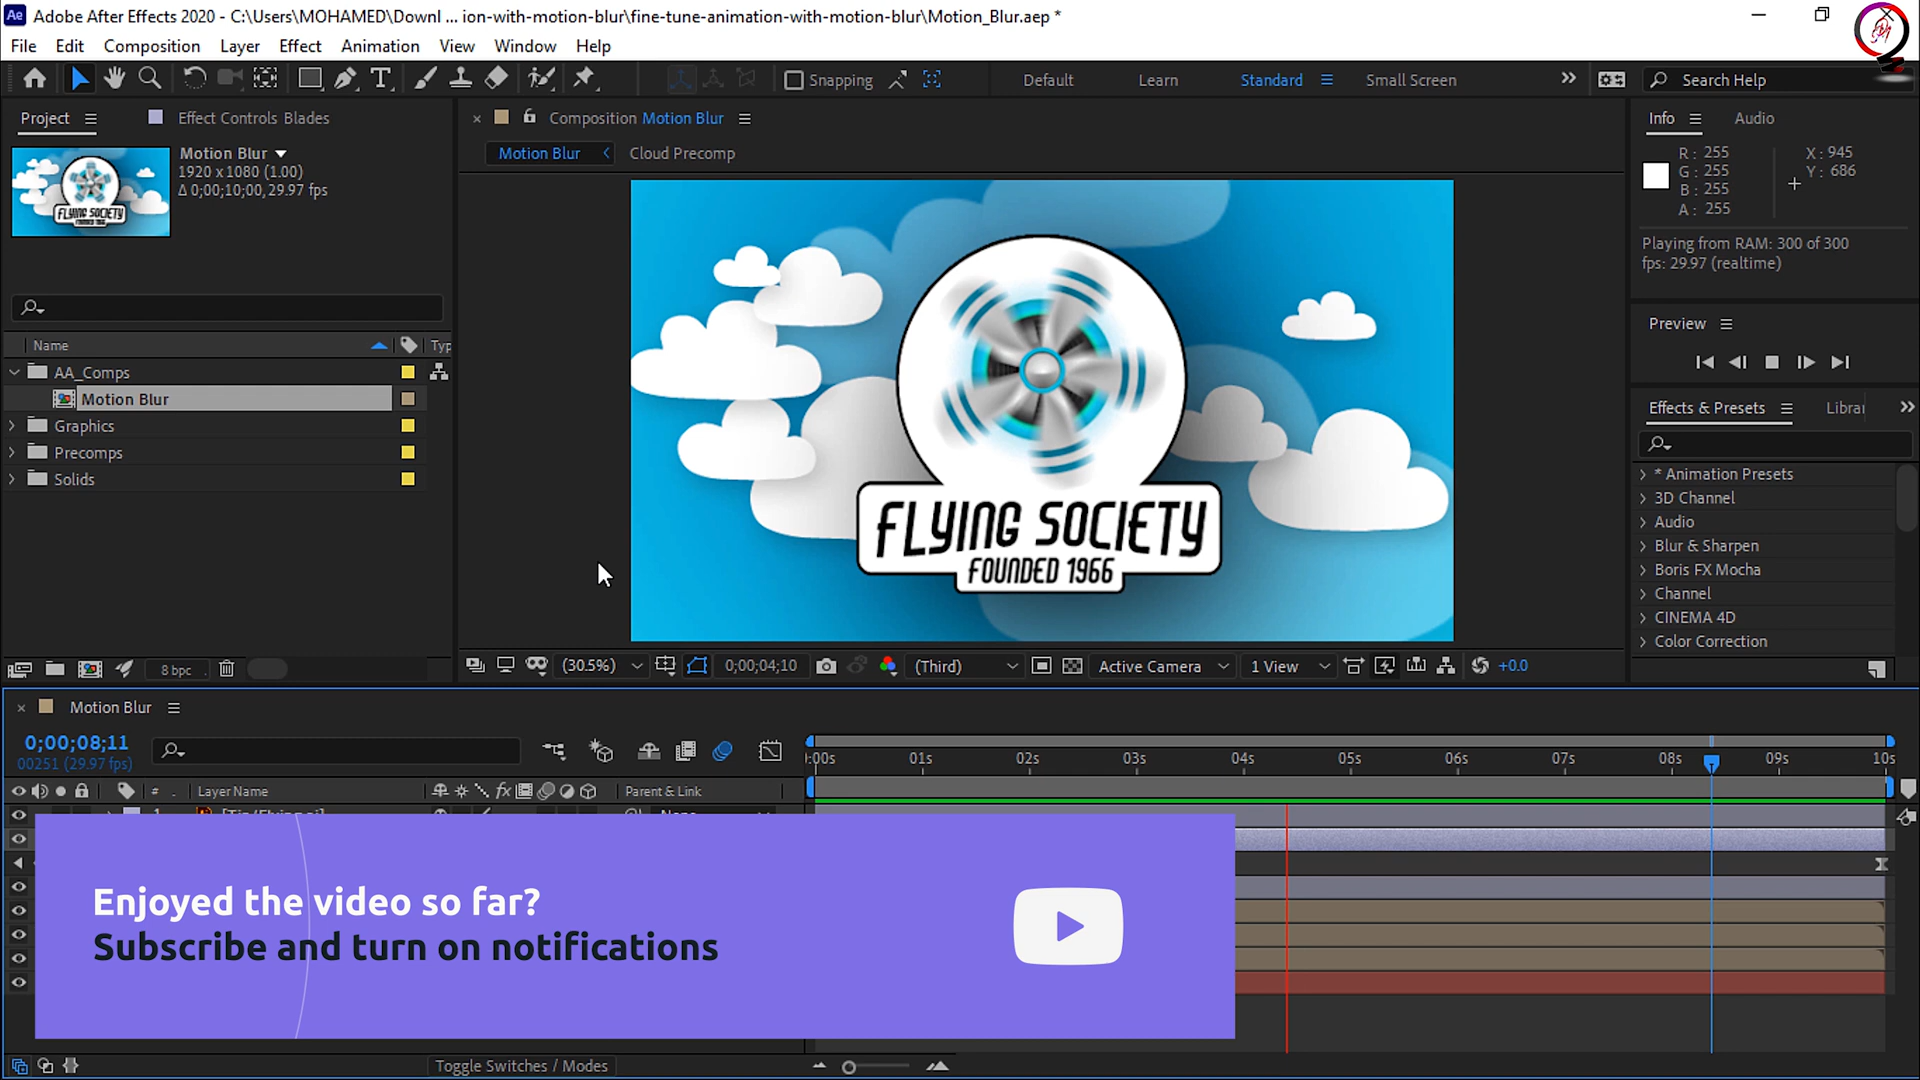 Ae Adobe After Effects 2020 - C:\Users\MOHAMED\Downl ... ion-with-motion-blur\fine-tune-animation-with-motion-blur\Motion_Blur.aep *
File Edit Composition Layer Effect Animation View Window Help
Snapping Default Learn Standard Small Screen Search Help
Project Effect Controls Blades
Composition Motion Blur
Info Audio
Motion Blur
1920 x 1080 (1.00)
Δ 0;00;10;00, 29.97 fps
Motion Blur Cloud Precomp
R : 255
G : 255
B : 255
A : 255
X : 945
Y : 686
Playing from RAM: 300 of 300
fps: 29.97 (realtime)
Preview
FLYING SOCIETY
FOUNDED 1966
FLYING SOCIETY
FOUNDED 1966
Name Typ
AA_Comps
Motion Blur
Graphics
Precomps
Solids
Effects & Presets Librar
* Animation Presets
3D Channel
Audio
Blur & Sharpen
Boris FX Mocha
Channel
CINEMA 4D
Color Correction
8 bpc
(30.5%) 0;00;04;10 (Third) Active Camera 1 View +0.0
Motion Blur
0;00;08;11
00251 (29.97 fps)
:00s 01s 02s 03s 04s 05s 06s 07s 08s 09s 10s
# . Layer Name fx Parent & Link
Enjoyed the video so far?
Subscribe and turn on notifications
Toggle Switches / Modes